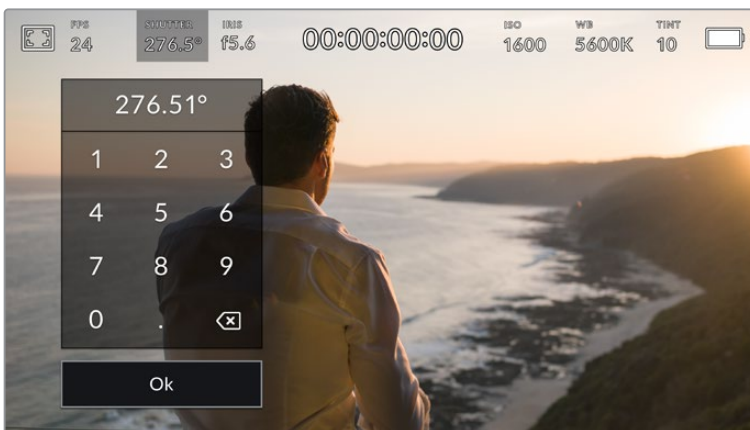 FPS SHUTTER IRIS ISO WB TINT
24 276.5° f5.6 00:00:00:00 1600 5600K 10
276.51°
1 2 3
4 5 6
7 8 9
0 .
Ok